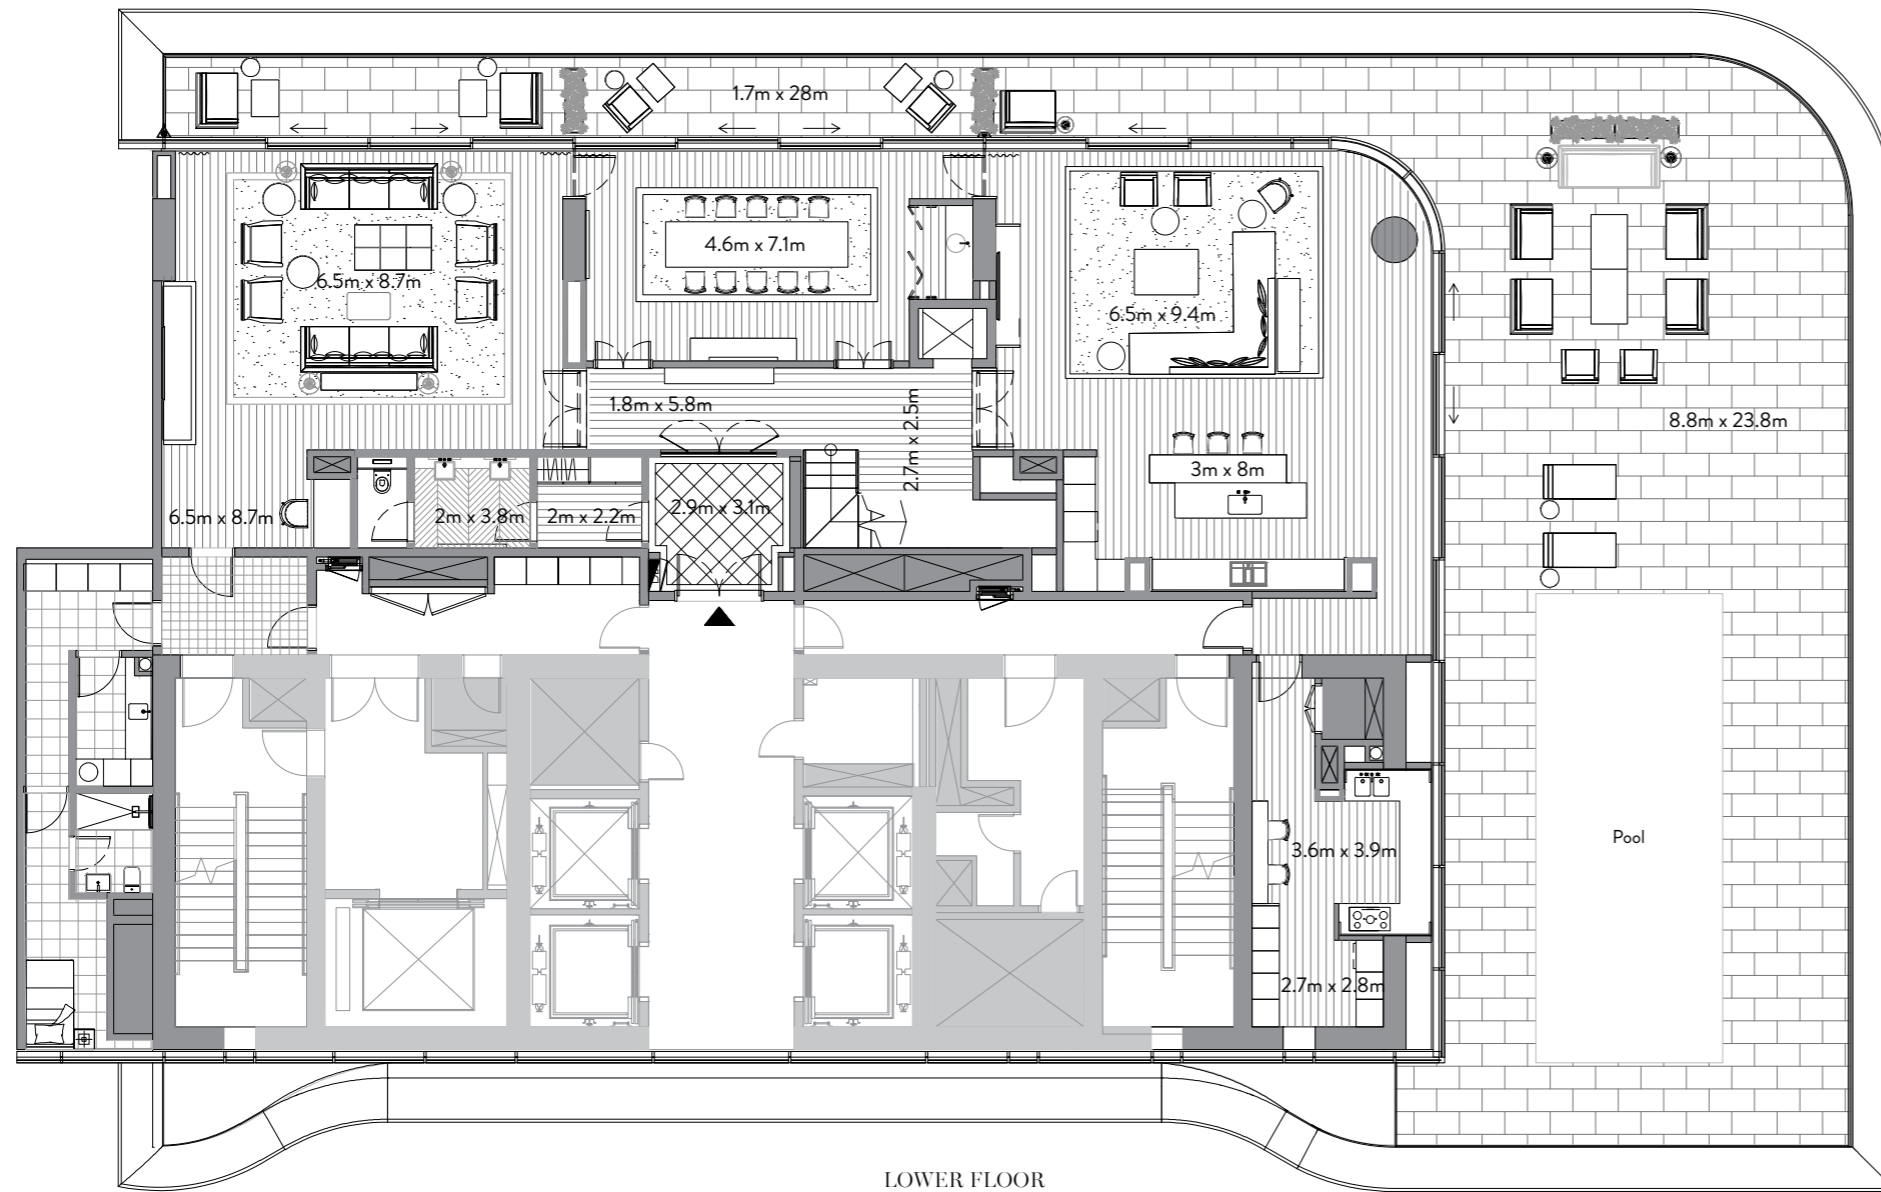 1.7m x 28m
4.6m x 7.1m
6.5m x 8.7m
6.5m x 9.4m
1.8m x 5.8m
2.7m x 2.5m
8.8m x 23.8m
3m x 8m
6.5m x 8.7m
2m x 3.8m
2m x 2.2m
2.9m x 3.1m
Pool
3.6m x 3.9m
2.7m x 2.8m
LOWER FLOOR